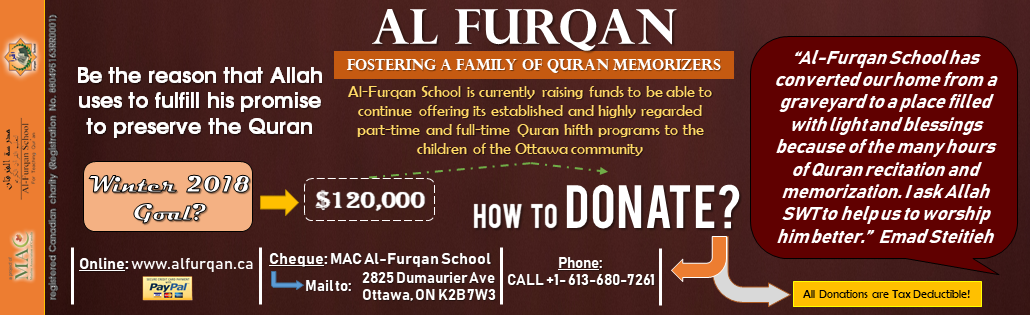 AL FURQAN
FOSTERING A FAMILY OF QURAN MEMORIZERS
Be the reason that Allah
uses to fulfill his promise
to preserve the Quran
Al-Furqan School is currently raising funds to be able to
continue offering its established and highly regarded
part-time and full-time Quran hifth programs to the
children of the Ottawa community
Winter 2018
Goal?
$120,000
HOW TO DONATE?
Online: www.alfurqan.ca
PayPal
Cheque: MAC Al-Furqan School
Mail to: 2825 Dumaurier Ave
Ottawa, ON K2B 7W3
Phone:
CALL +1- 613-680-7261
“Al-Furqan School has
converted our home from a
graveyard to a place filled
with light and blessings
because of the many hours
of Quran recitation and
memorization. I ask Allah
SWT to help us to worship
him better.” Emad Steitieh
All Donations are Tax Deductible!
registered Canadian charity (Registration No. 880495163RR0001)
Al-Furqan School
MAC